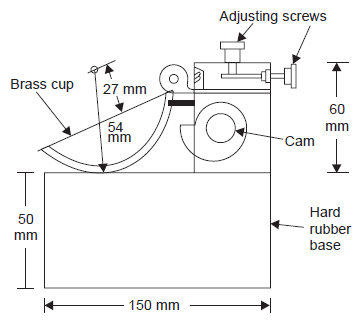 Adjusting screws
Brass cup
27 mm
54
mm
60
mm
Cam
50
mm
Hard
rubber
base
150 mm